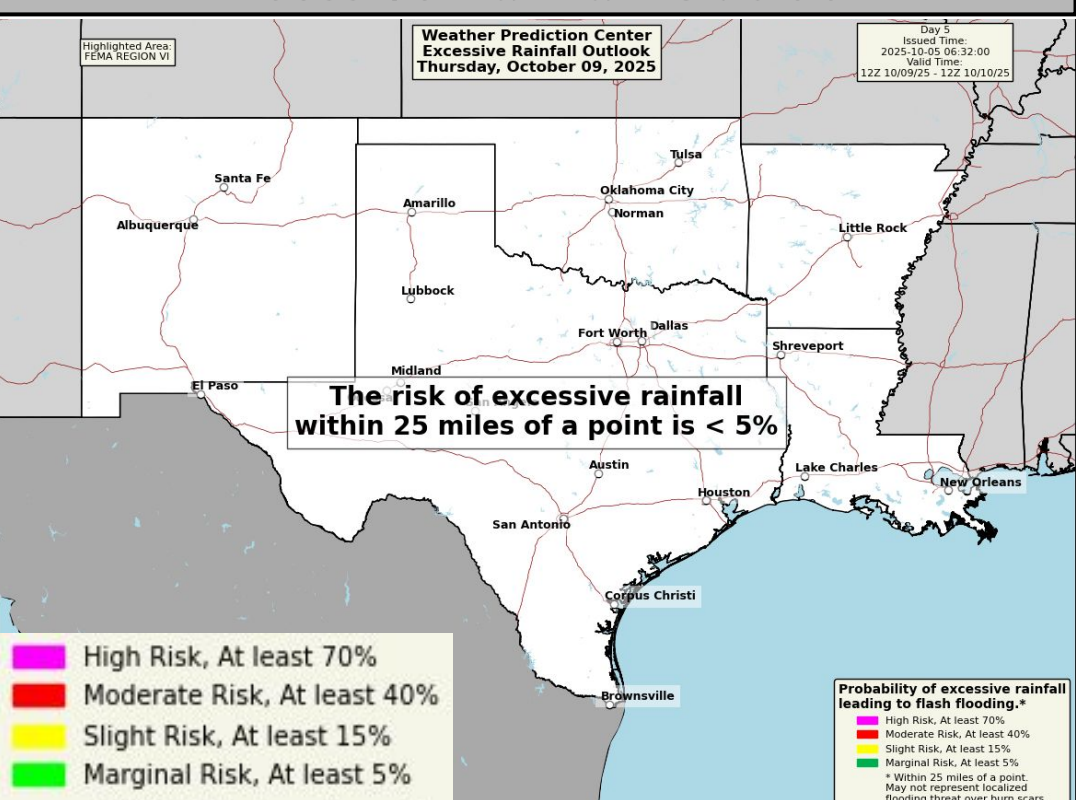 Highlighted Area:
FEMA REGION VI
Weather Prediction Center
Excessive Rainfall Outlook
Thursday, October 09, 2025
Day 5
Issued Time:
2025-10-05 06:32:00
Valid Time:
12Z 10/09/25 - 12Z 10/10/25
Tulsa
Santa Fe
Oklahoma City
Amarillo
Norman
Albuquerque
Little Rock
Lubbock
Dallas
Fort Worth
Shreveport
Midland
El Paso
The risk of excessive rainfall
within 25 miles of a point is < 5%
Austin
Lake Charles
New Orleans
Houston
San Antonio
Corpus Christi
Brownsville
High Risk, At least 70%
Moderate Risk, At least 40%
Slight Risk, At least 15%
Marginal Risk, At least 5%
Probability of excessive rainfall
leading to flash flooding.*
High Risk, At least 70%
Moderate Risk, At least 40%
Slight Risk, At least 15%
Marginal Risk, At least 5%
* Within 25 miles of a point.
May not represent localized
flooding threat over burn scars